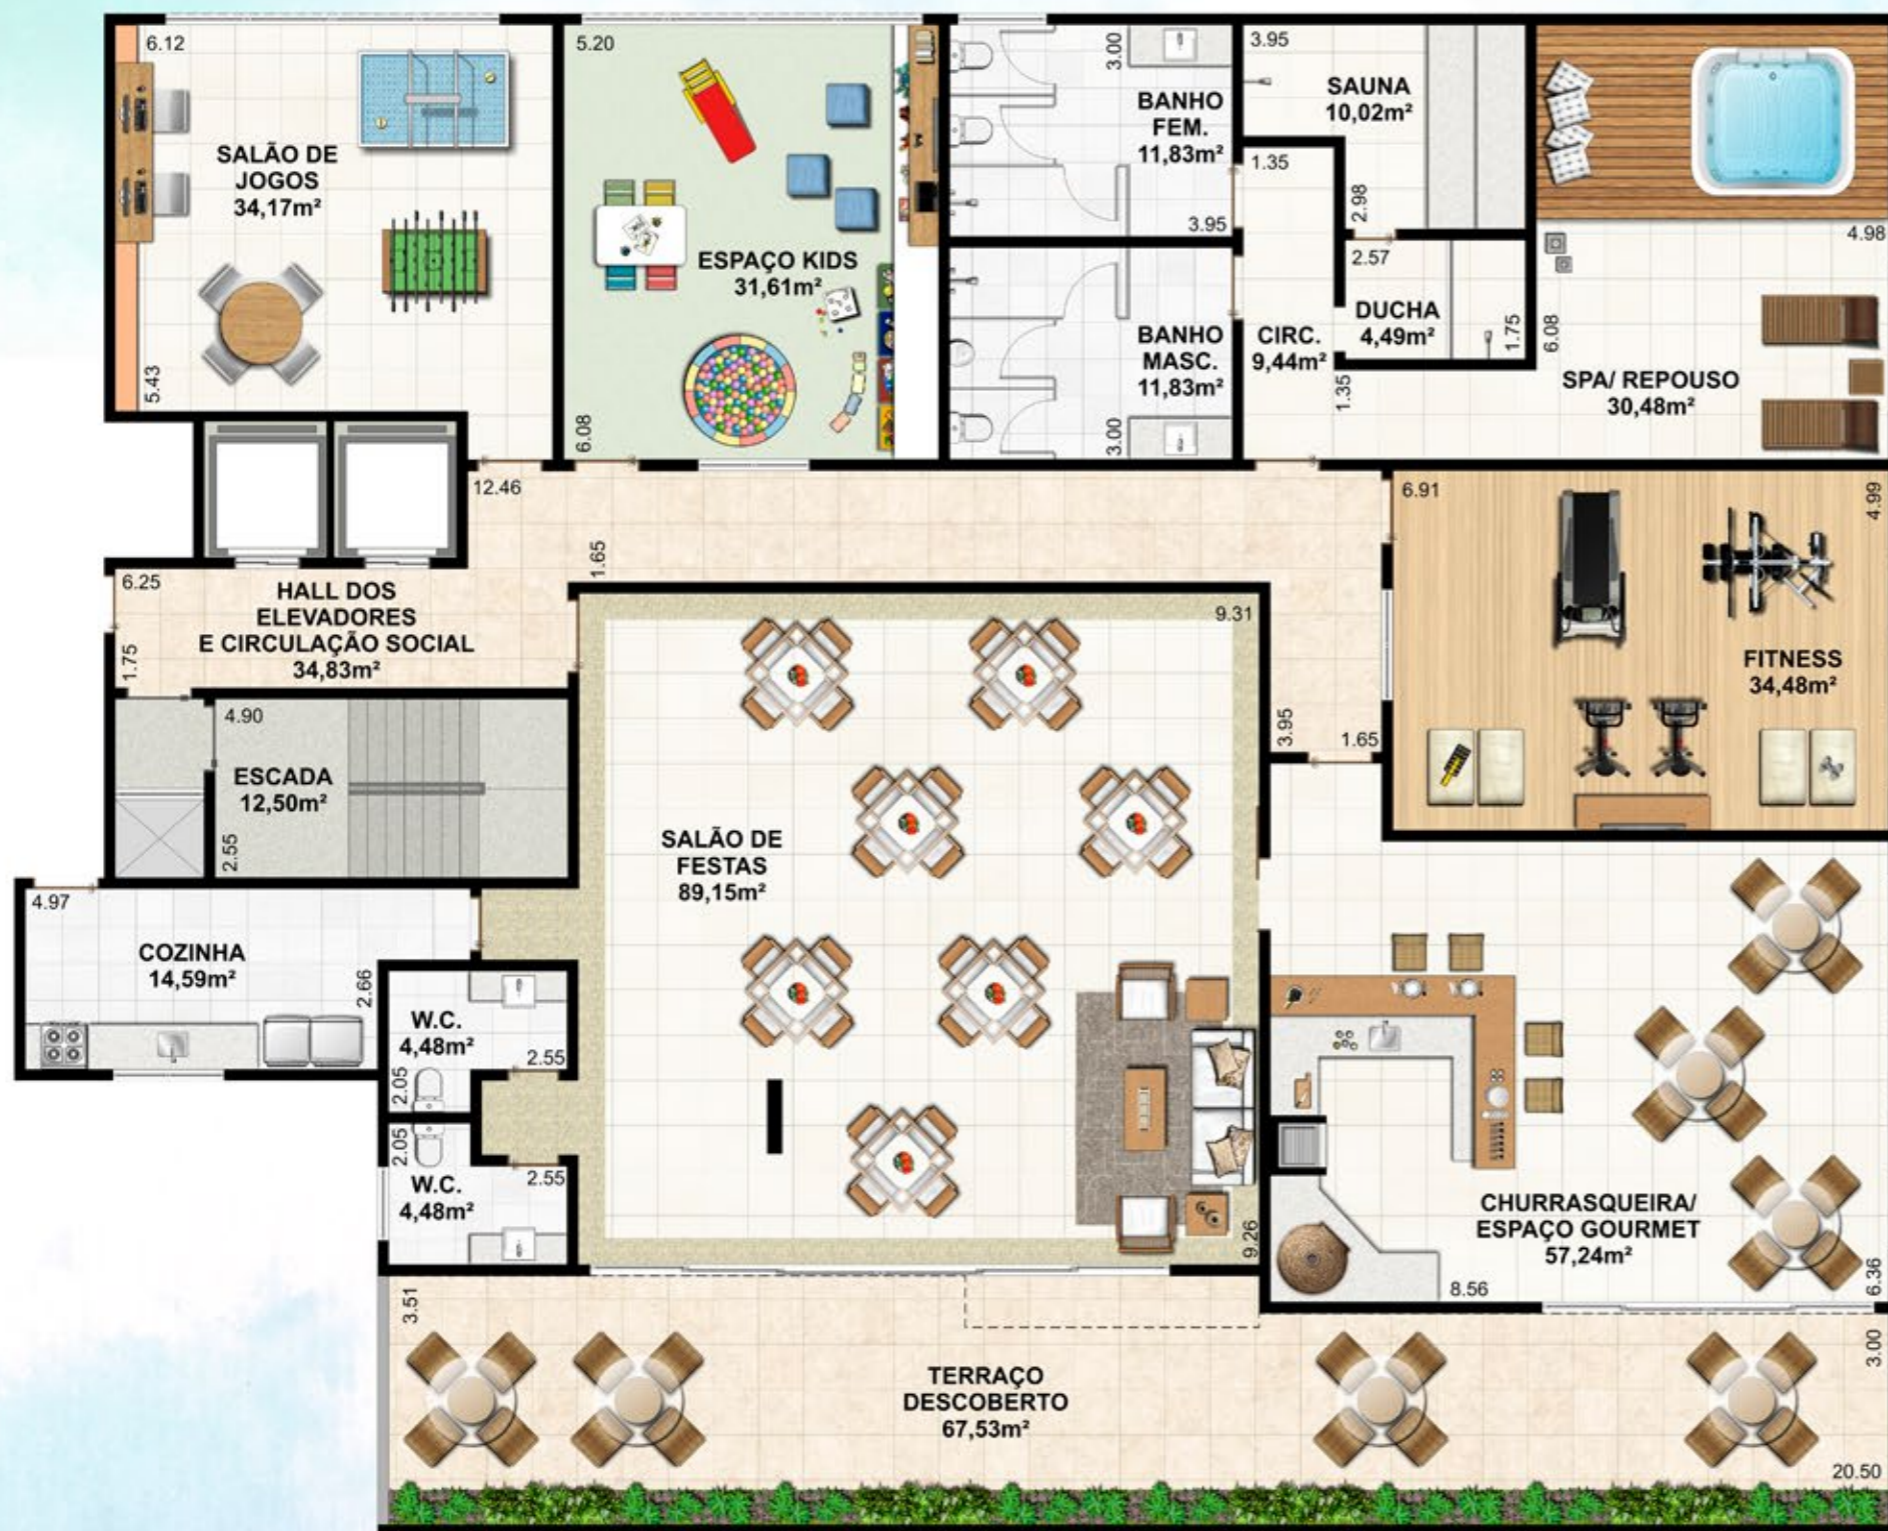 6.12
SALÃO DE
JOGOS
34,17m²
5.43
5.20
ESPAÇO KIDS
31,61m²
6.08
3.00
BANHO
FEM.
11,83m²
3.95
BANHO
MASC.
11,83m²
3.00
3.95
SAUNA
10,02m²
2.98
1.35
CIRC.
9,44m²
1.35
2.57
DUCHA
4,49m²
1.75
4.98
6.08
SPA/ REPOUSO
30,48m²
12.46
1.65
6.25
HALL DOS
ELEVADORES
E CIRCULAÇÃO SOCIAL
34,83m²
1.75
6.91
4.99
FITNESS
34,48m²
3.95
1.65
4.90
ESCADA
12,50m²
2.55
9.31
SALÃO DE
FESTAS
89,15m²
9.26
4.97
COZINHA
14,59m²
2.66
W.C.
4,48m²
2.55
2.05
2.05
W.C.
4,48m²
2.55
CHURRASQUEIRA/
ESPAÇO GOURMET
57,24m²
8.56
6.36
3.51
TERRAÇO
DESCOBERTO
67,53m²
3.00
20.50